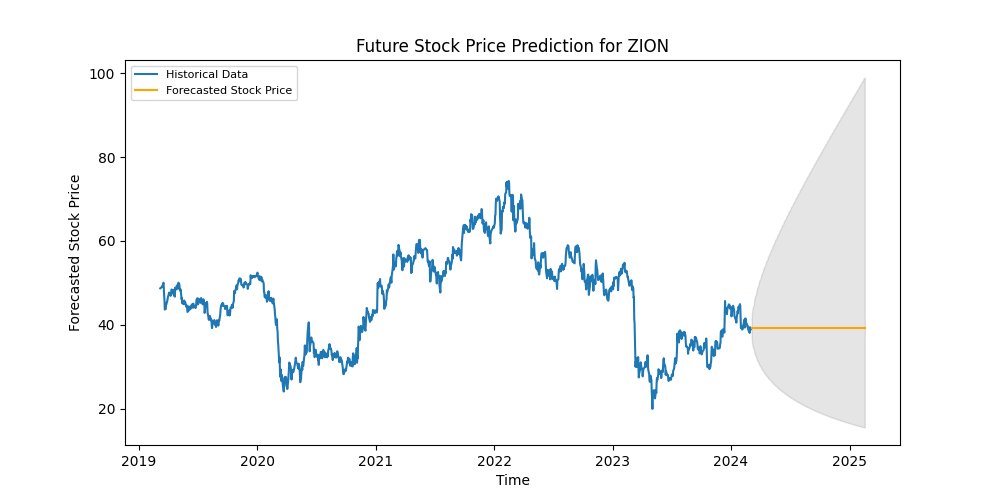 Future Stock Price Prediction for ZION
Historical Data
Forecasted Stock Price
Forecasted Stock Price
100
80
60
40
20
2019 2020 2021 2022 2023 2024 2025
Time